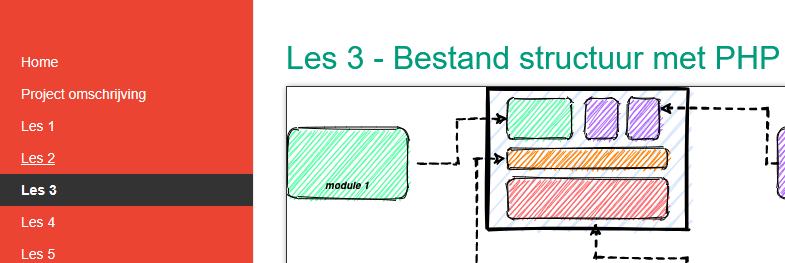 Home
Project omschrijving
Les 1
Les 2
Les 3
Les 4
Les 5
Les 3 - Bestand structuur met PHP
module 1